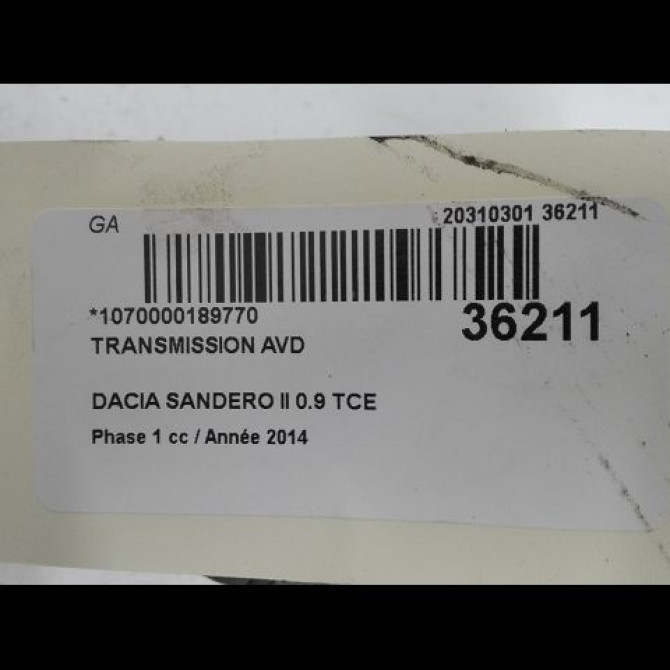 GA 20310301 36211
*1070000189770 36211
TRANSMISSION AVD
DACIA SANDERO II 0.9 TCE
Phase 1 cc / Année 2014